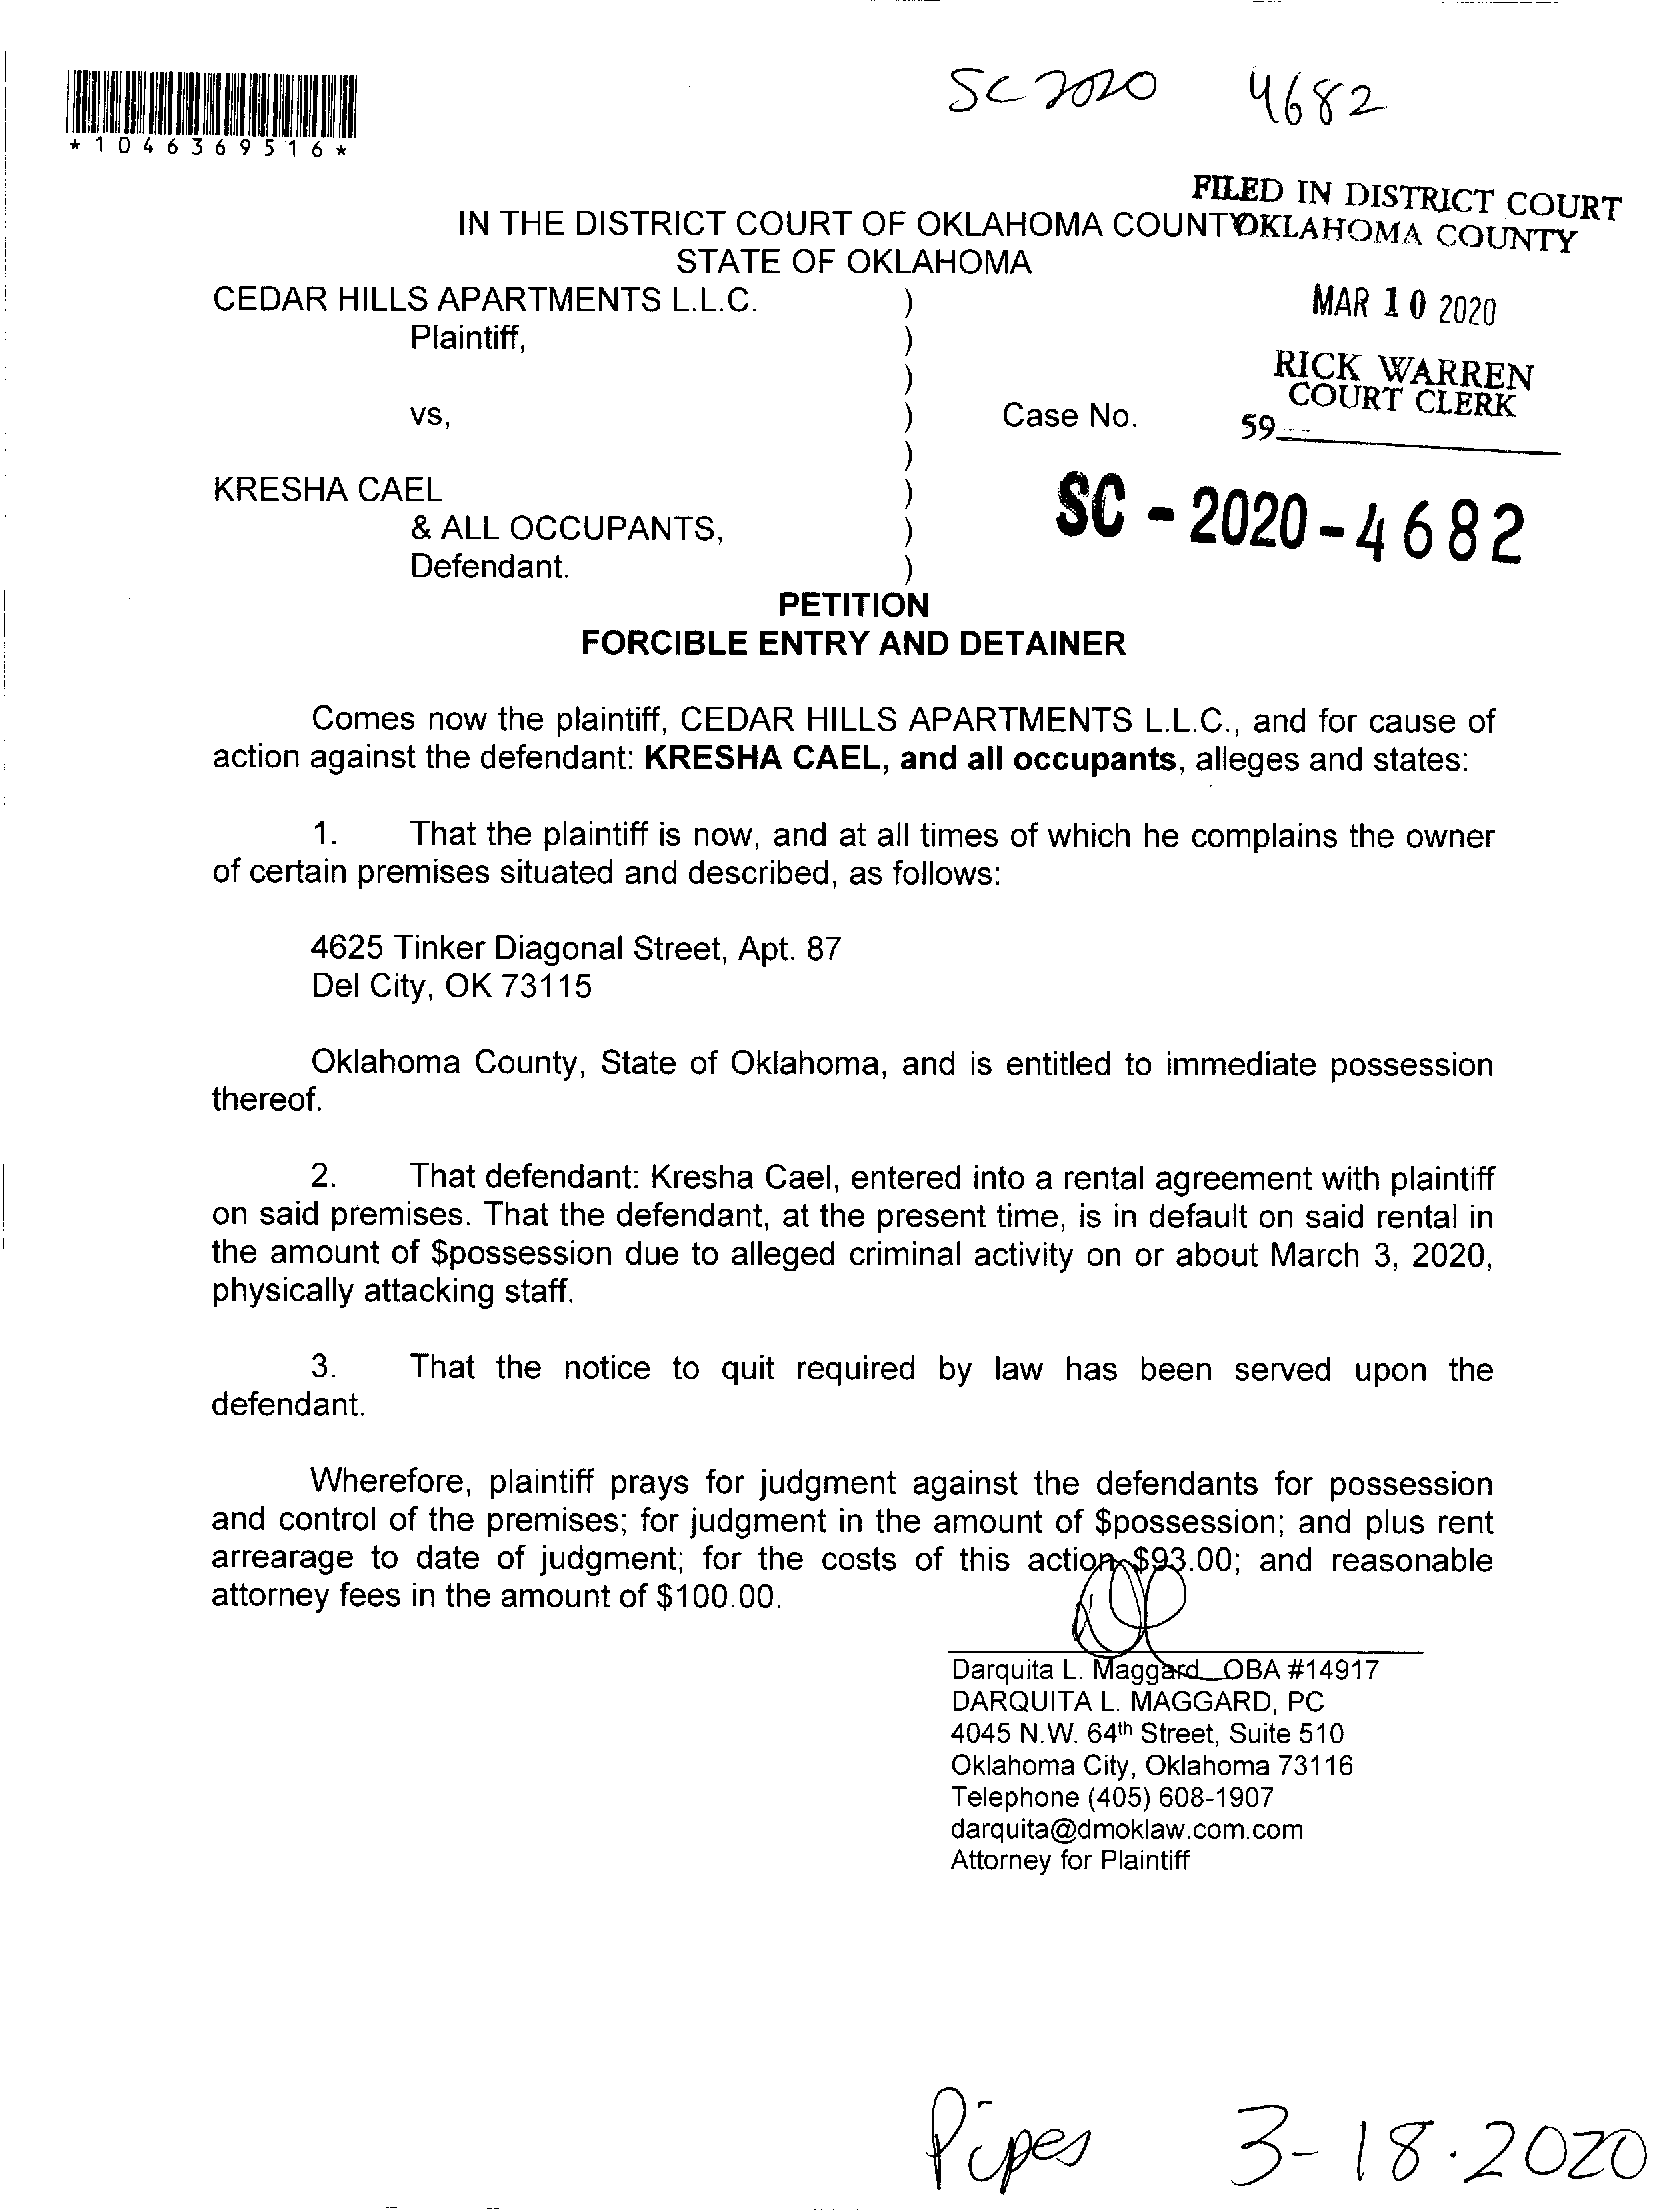 SC 2020 4682
*1046369516*
FILED IN DISTRICT COURT
OKLAHOMA COUNTY
IN THE DISTRICT COURT OF OKLAHOMA COUNTY
STATE OF OKLAHOMA
CEDAR HILLS APARTMENTS L.L.C. )
Plaintiff, )
MAR 10 2020
)
RICK WARREN
COURT CLERK
vs, ) Case No. 59
)
KRESHA CAEL )
SC - 2020 - 4682
& ALL OCCUPANTS, )
Defendant. )
PETITION
FORCIBLE ENTRY AND DETAINER
Comes now the plaintiff, CEDAR HILLS APARTMENTS L.L.C., and for cause of
action against the defendant: KRESHA CAEL, and all occupants, alleges and states:
1. That the plaintiff is now, and at all times of which he complains the owner
of certain premises situated and described, as follows:
4625 Tinker Diagonal Street, Apt. 87
Del City, OK 73115
Oklahoma County, State of Oklahoma, and is entitled to immediate possession
thereof.
2. That defendant: Kresha Cael, entered into a rental agreement with plaintiff
on said premises. That the defendant, at the present time, is in default on said rental in
the amount of $possession due to alleged criminal activity on or about March 3, 2020,
physically attacking staff.
3. That the notice to quit required by law has been served upon the
defendant.
Wherefore, plaintiff prays for judgment against the defendants for possession
and control of the premises; for judgment in the amount of $possession; and plus rent
arrearage to date of judgment; for the costs of this action $93.00; and reasonable
attorney fees in the amount of $100.00.
Darquita L. Maggard OBA #14917
DARQUITA L. MAGGARD, PC
4045 N.W. 64th Street, Suite 510
Oklahoma City, Oklahoma 73116
Telephone (405) 608-1907
darquita@dmoklaw.com.com
Attorney for Plaintiff
Pipes 3-18.2020